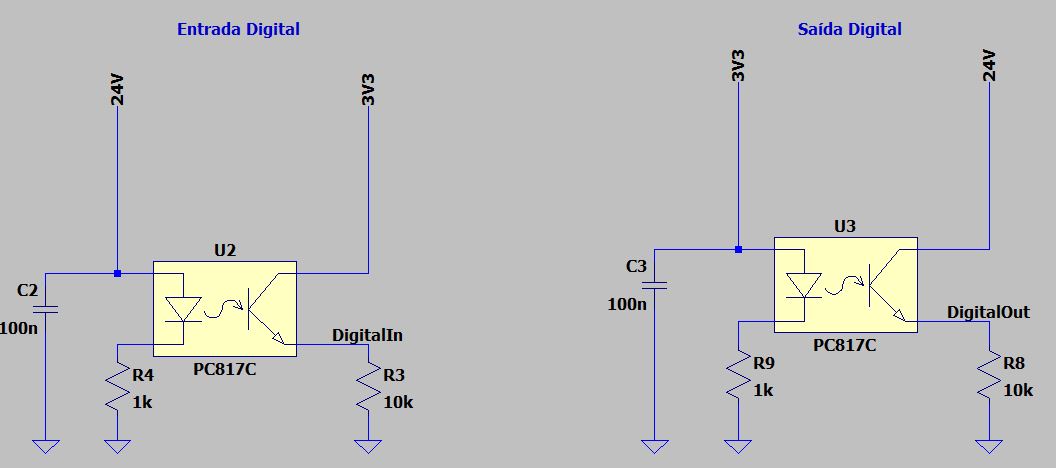 Entrada Digital
Saída Digital
24V
3V3
3V3
24V
U2
U3
C2
100n
C3
100n
DigitalIn
DigitalOut
PC817C
PC817C
R4
1k
R3
10k
R9
1k
R8
10k